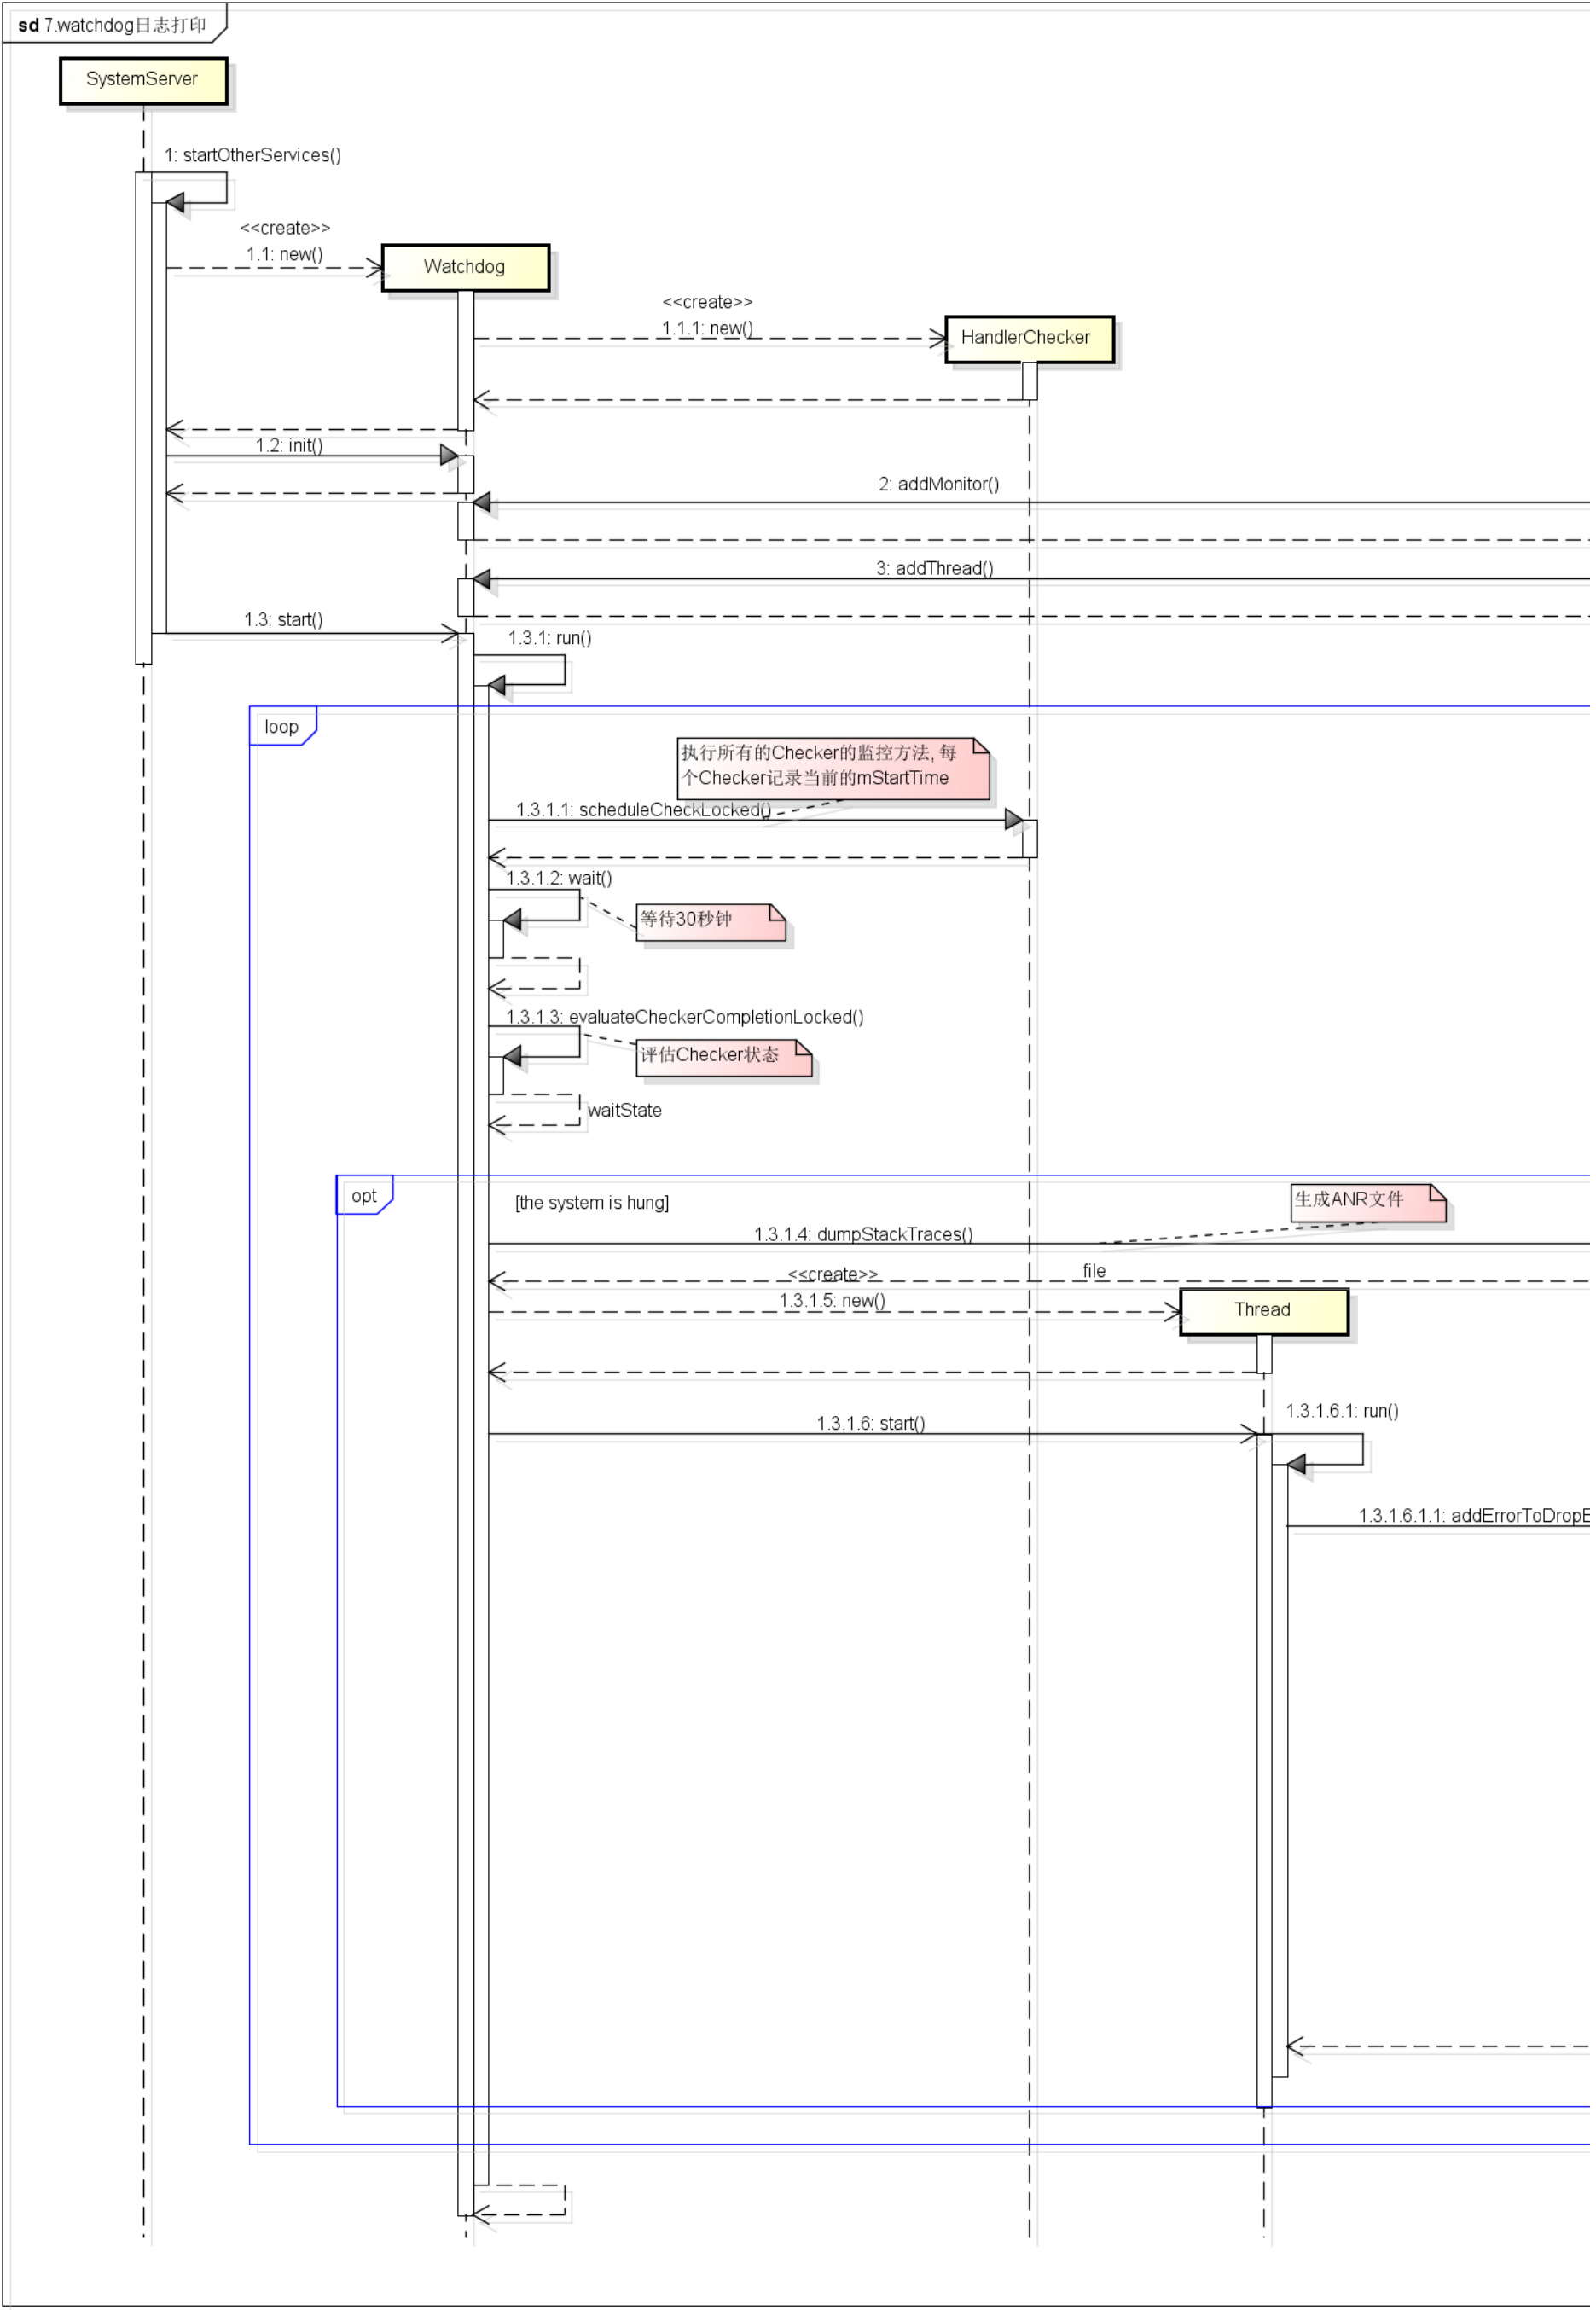 sd 7.watchdog日志打印
SystemServer
1: startOtherServices()
<<create>>
1.1: new()
Watchdog
<<create>>
1.1.1: new()
HandlerChecker
1.2: init()
2: addMonitor()
3: addThread()
1.3: start()
1.3.1: run()
loop
执行所有的Checker的监控方法, 每
个Checker记录当前的mStartTime
1.3.1.1: scheduleCheckLocked()
1.3.1.2: wait()
等待30秒钟
1.3.1.3: evaluateCheckerCompletionLocked()
评估Checker状态
waitState
opt
[the system is hung]
生成ANR文件
1.3.1.4: dumpStackTraces()
file
<<create>>
1.3.1.5: new()
Thread
1.3.1.6.1: run()
1.3.1.6: start()
1.3.1.6.1.1: addErrorToDrop